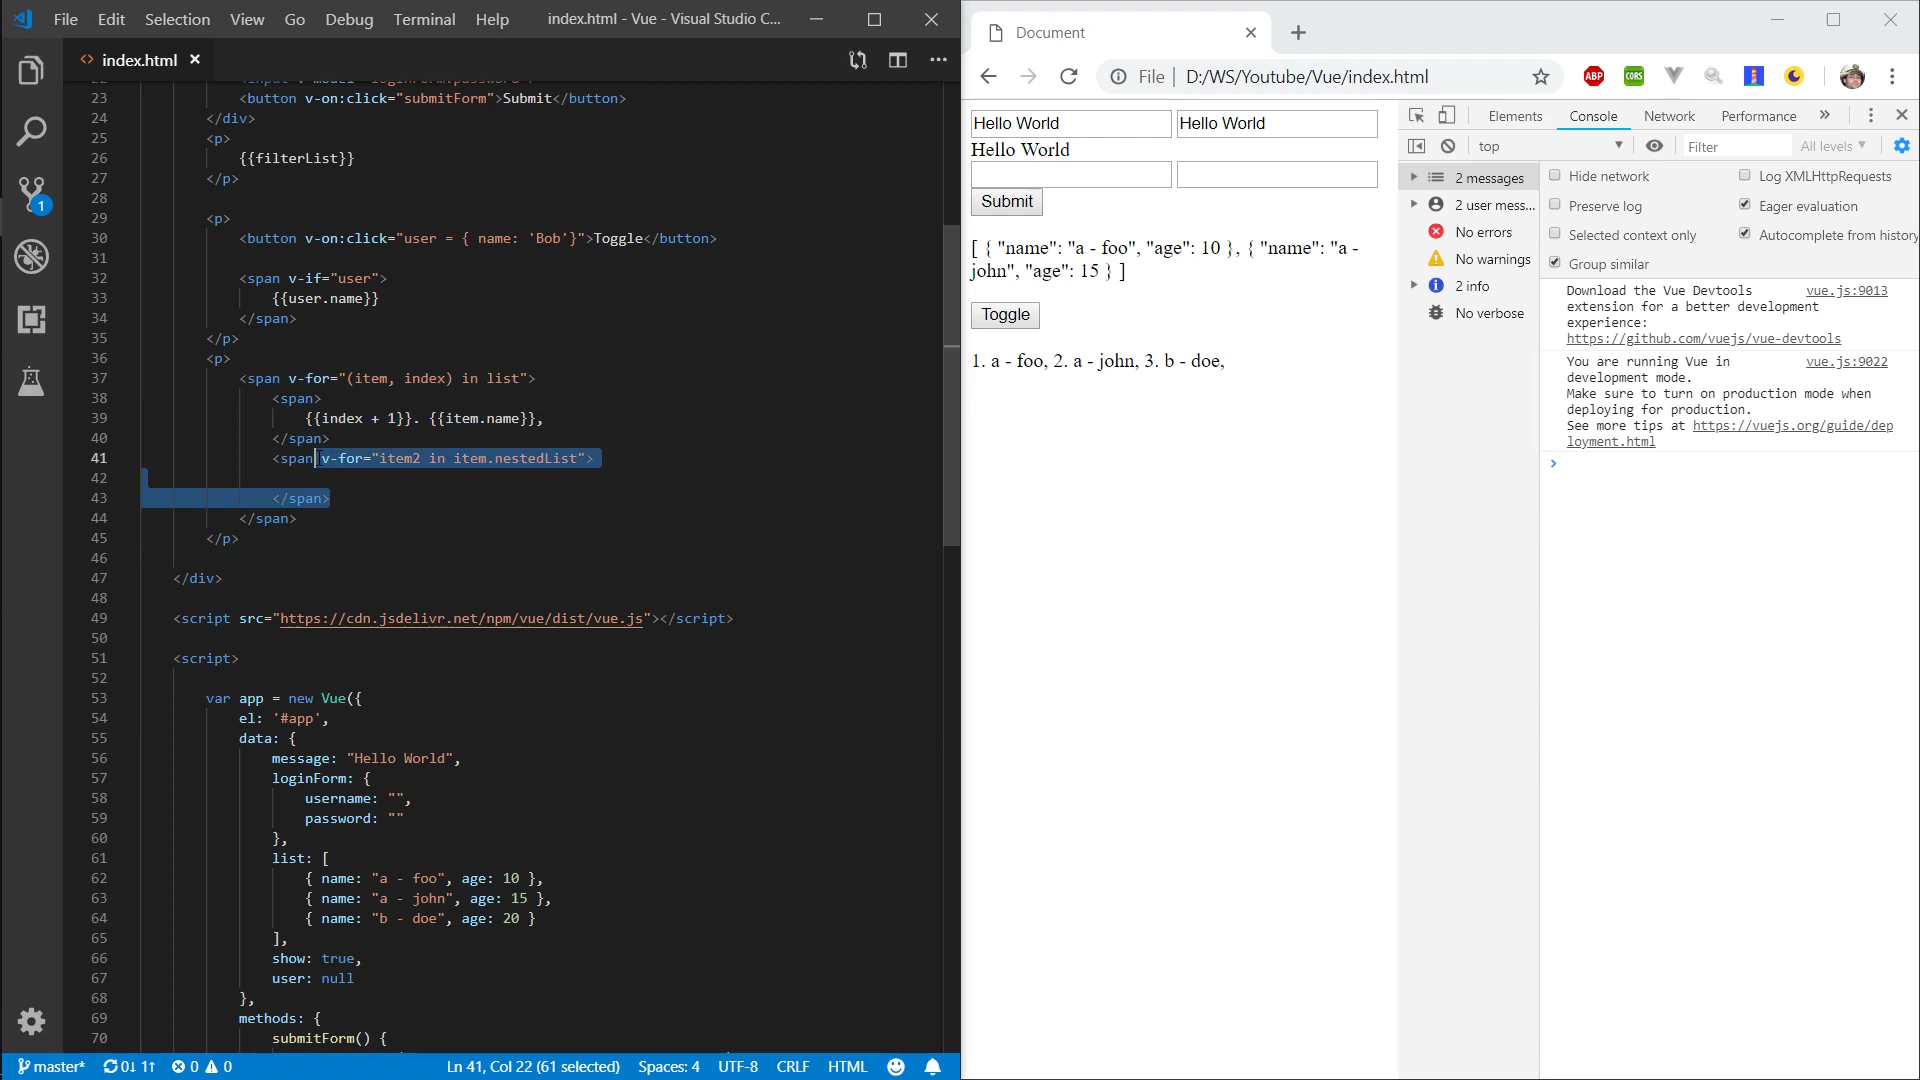 File Edit Selection View Go Debug Terminal Help index.html - Vue - Visual Studio C...
index.html
23 <button v-on:click="submitForm">Submit</button>
24 </div>
25 <p>
26 {{filterList}}
27 </p>
28
29 <p>
30 <button v-on:click="user = { name: 'Bob'}">Toggle</button>
31
32 <span v-if="user">
33 {{user.name}}
34 </span>
35 </p>
36 <p>
37 <span v-for="(item, index) in list">
38 <span>
39 {{index + 1}}. {{item.name}},
40 </span>
41 <span v-for="item2 in item.nestedList">
42
43 </span>
44 </span>
45 </p>
46
47 </div>
48
49 <script src="https://cdn.jsdelivr.net/npm/vue/dist/vue.js"></script>
50
51 <script>
52
53 var app = new Vue({
54 el: '#app',
55 data: {
56 message: "Hello World",
57 loginForm: {
58 username: "",
59 password: ""
60 },
61 list: [
62 { name: "a - foo", age: 10 },
63 { name: "a - john", age: 15 },
64 { name: "b - doe", age: 20 }
65 ],
66 show: true,
67 user: null
68 },
69 methods: {
70 submitForm() {
1
master* 0↓ 1↑ 0 0 Ln 41, Col 22 (61 selected) Spaces: 4 UTF-8 CRLF HTML
Document
File D:/WS/Youtube/Vue/index.html
ABP CORS
Hello World Hello World
Hello World
Submit
[ { "name": "a - foo", "age": 10 }, { "name": "a -
john", "age": 15 } ]
Toggle
1. a - foo, 2. a - john, 3. b - doe,
Elements Console Network Performance »
top Filter All levels
2 messages
2 user mess...
No errors
No warnings
2 info
No verbose
Hide network Log XMLHttpRequests
Preserve log Eager evaluation
Selected context only Autocomplete from history
Group similar
Download the Vue Devtools vue.js:9013
extension for a better development
experience:
https://github.com/vuejs/vue-devtools
You are running Vue in vue.js:9022
development mode.
Make sure to turn on production mode when
deploying for production.
See more tips at https://vuejs.org/guide/dep
loyment.html